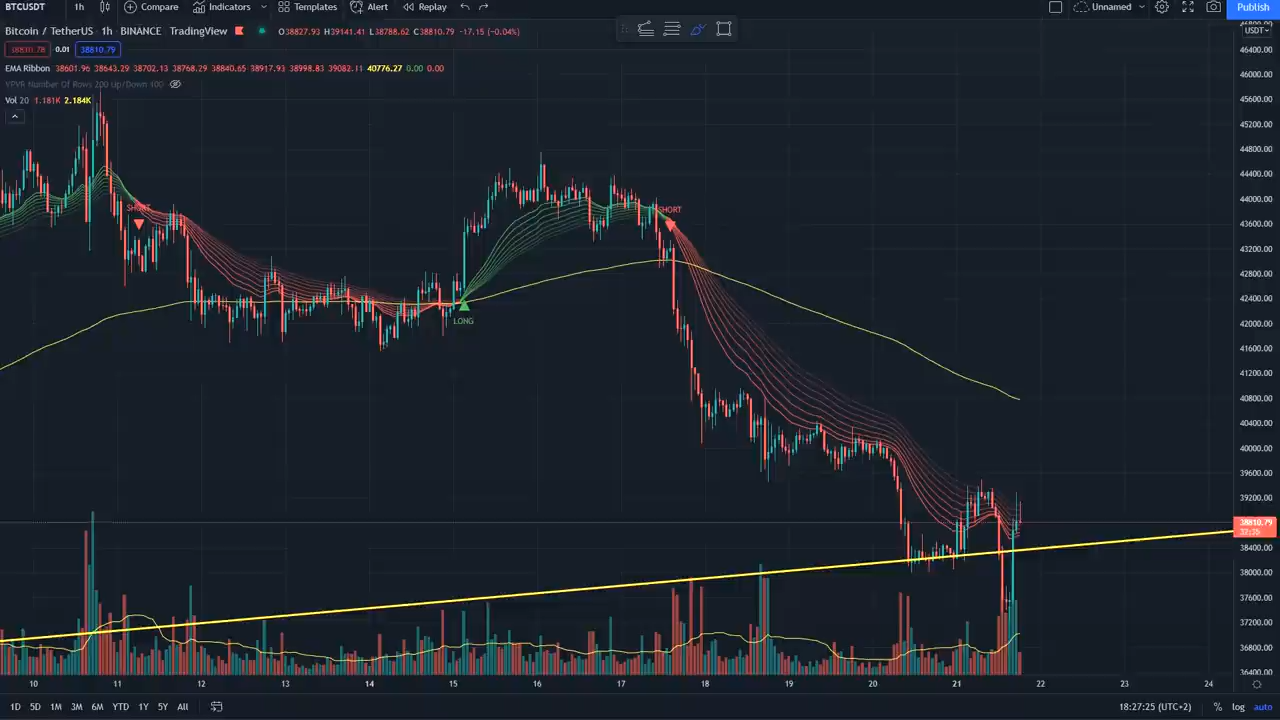 BTCUSDT 1h Compare Indicators Templates Alert Replay Unnamed Publish
Bitcoin / TetherUS · 1h · BINANCE TradingView O38827.93 H39141.41 L38788.62 C38810.79 -17.15 (-0.04%)
USDT
38810.78 0.01 38810.79
EMA Ribbon 38601.96 38643.29 38702.13 38768.29 38840.65 38917.93 38998.83 39082.11 40776.27 0.00 0.00
VPVR Number Of Rows 200 Up/Down 100
Vol 20 1.181K 2.184K
46400.00
46000.00
45600.00
45200.00
44800.00
44400.00
44000.00
43600.00
43200.00
42800.00
42400.00
42000.00
41600.00
41200.00
40800.00
40400.00
40000.00
39600.00
39200.00
38810.79
38400.00
38000.00
37600.00
37200.00
36800.00
36400.00
SHORT
SHORT
LONG
10 11 12 13 14 15 16 17 18 19 20 21 22 23 24
1D 5D 1M 3M 6M YTD 1Y 5Y All 18:27:25 (UTC+2) % log auto